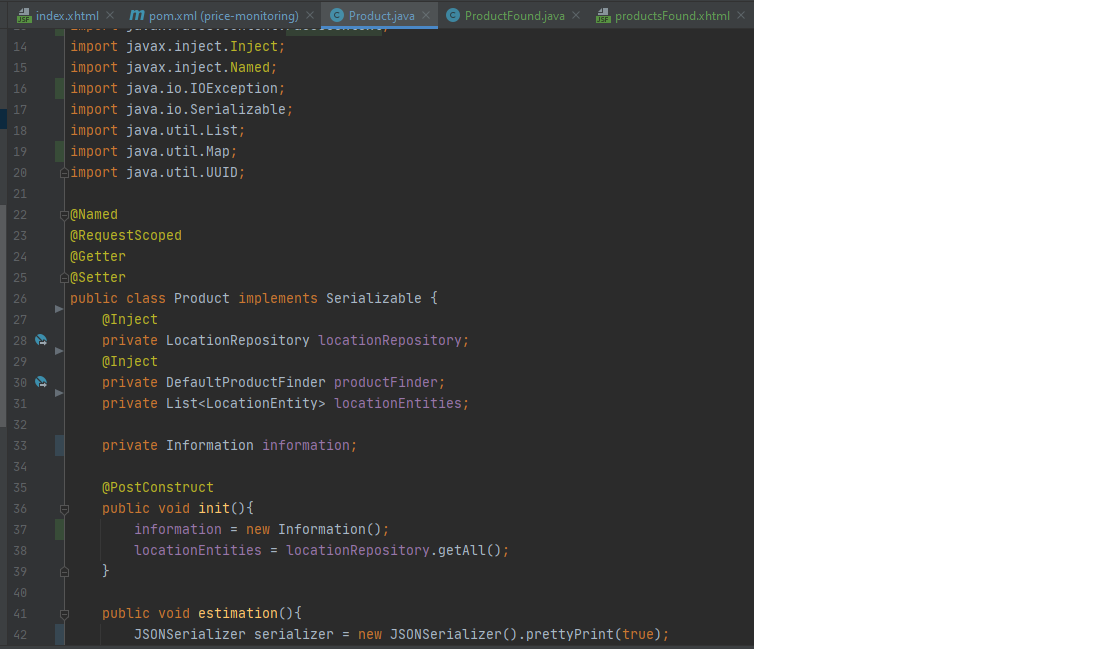 index.xhtml
pom.xml (price-monitoring)
Product.java
ProductFound.java
productsFound.xhtml
14 import javax.inject.Inject;
15 import javax.inject.Named;
16 import java.io.IOException;
17 import java.io.Serializable;
18 import java.util.List;
19 import java.util.Map;
20 import java.util.UUID;
21
22 @Named
23 @RequestScoped
24 @Getter
25 @Setter
26 public class Product implements Serializable {
27 @Inject
28 private LocationRepository locationRepository;
29 @Inject
30 private DefaultProductFinder productFinder;
31 private List<LocationEntity> locationEntities;
32
33 private Information information;
34
35 @PostConstruct
36 public void init(){
37 information = new Information();
38 locationEntities = locationRepository.getAll();
39 }
40
41 public void estimation(){
42 JSONSerializer serializer = new JSONSerializer().prettyPrint(true);